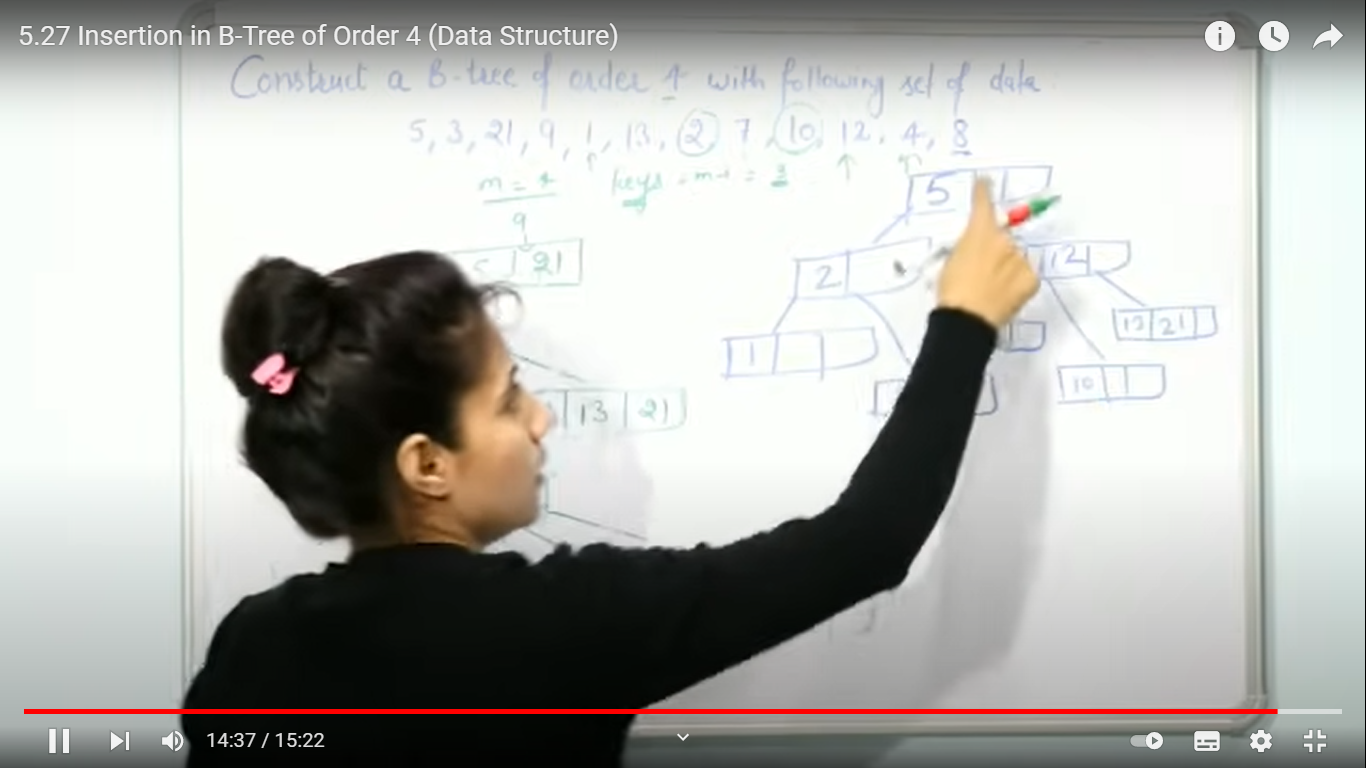 5.27 Insertion in B-Tree of Order 4 (Data Structure)
Construct a B-tree of order 4 with following set of data.
5, 3, 21, 9, 1, 13, 2, 7, 10, 12, 4, 8
m = 4 keys = m-1 = 3
5
9
5 21
2
12
13 21
1
10
13 21
14:37 / 15:22